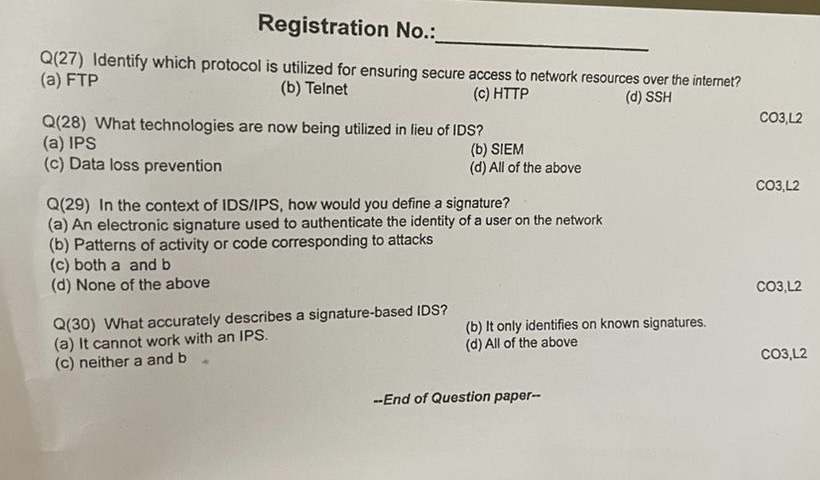 Registration No.:
Q(27) Identify which protocol is utilized for ensuring secure access to network resources over the internet?
(a) FTP (b) Telnet (c) HTTP (d) SSH
CO3,L2
Q(28) What technologies are now being utilized in lieu of IDS?
(a) IPS (b) SIEM
(c) Data loss prevention (d) All of the above
CO3,L2
Q(29) In the context of IDS/IPS, how would you define a signature?
(a) An electronic signature used to authenticate the identity of a user on the network
(b) Patterns of activity or code corresponding to attacks
(c) both a and b
(d) None of the above
CO3,L2
Q(30) What accurately describes a signature-based IDS?
(a) It cannot work with an IPS. (b) It only identifies on known signatures.
(c) neither a and b (d) All of the above
CO3,L2
--End of Question paper--